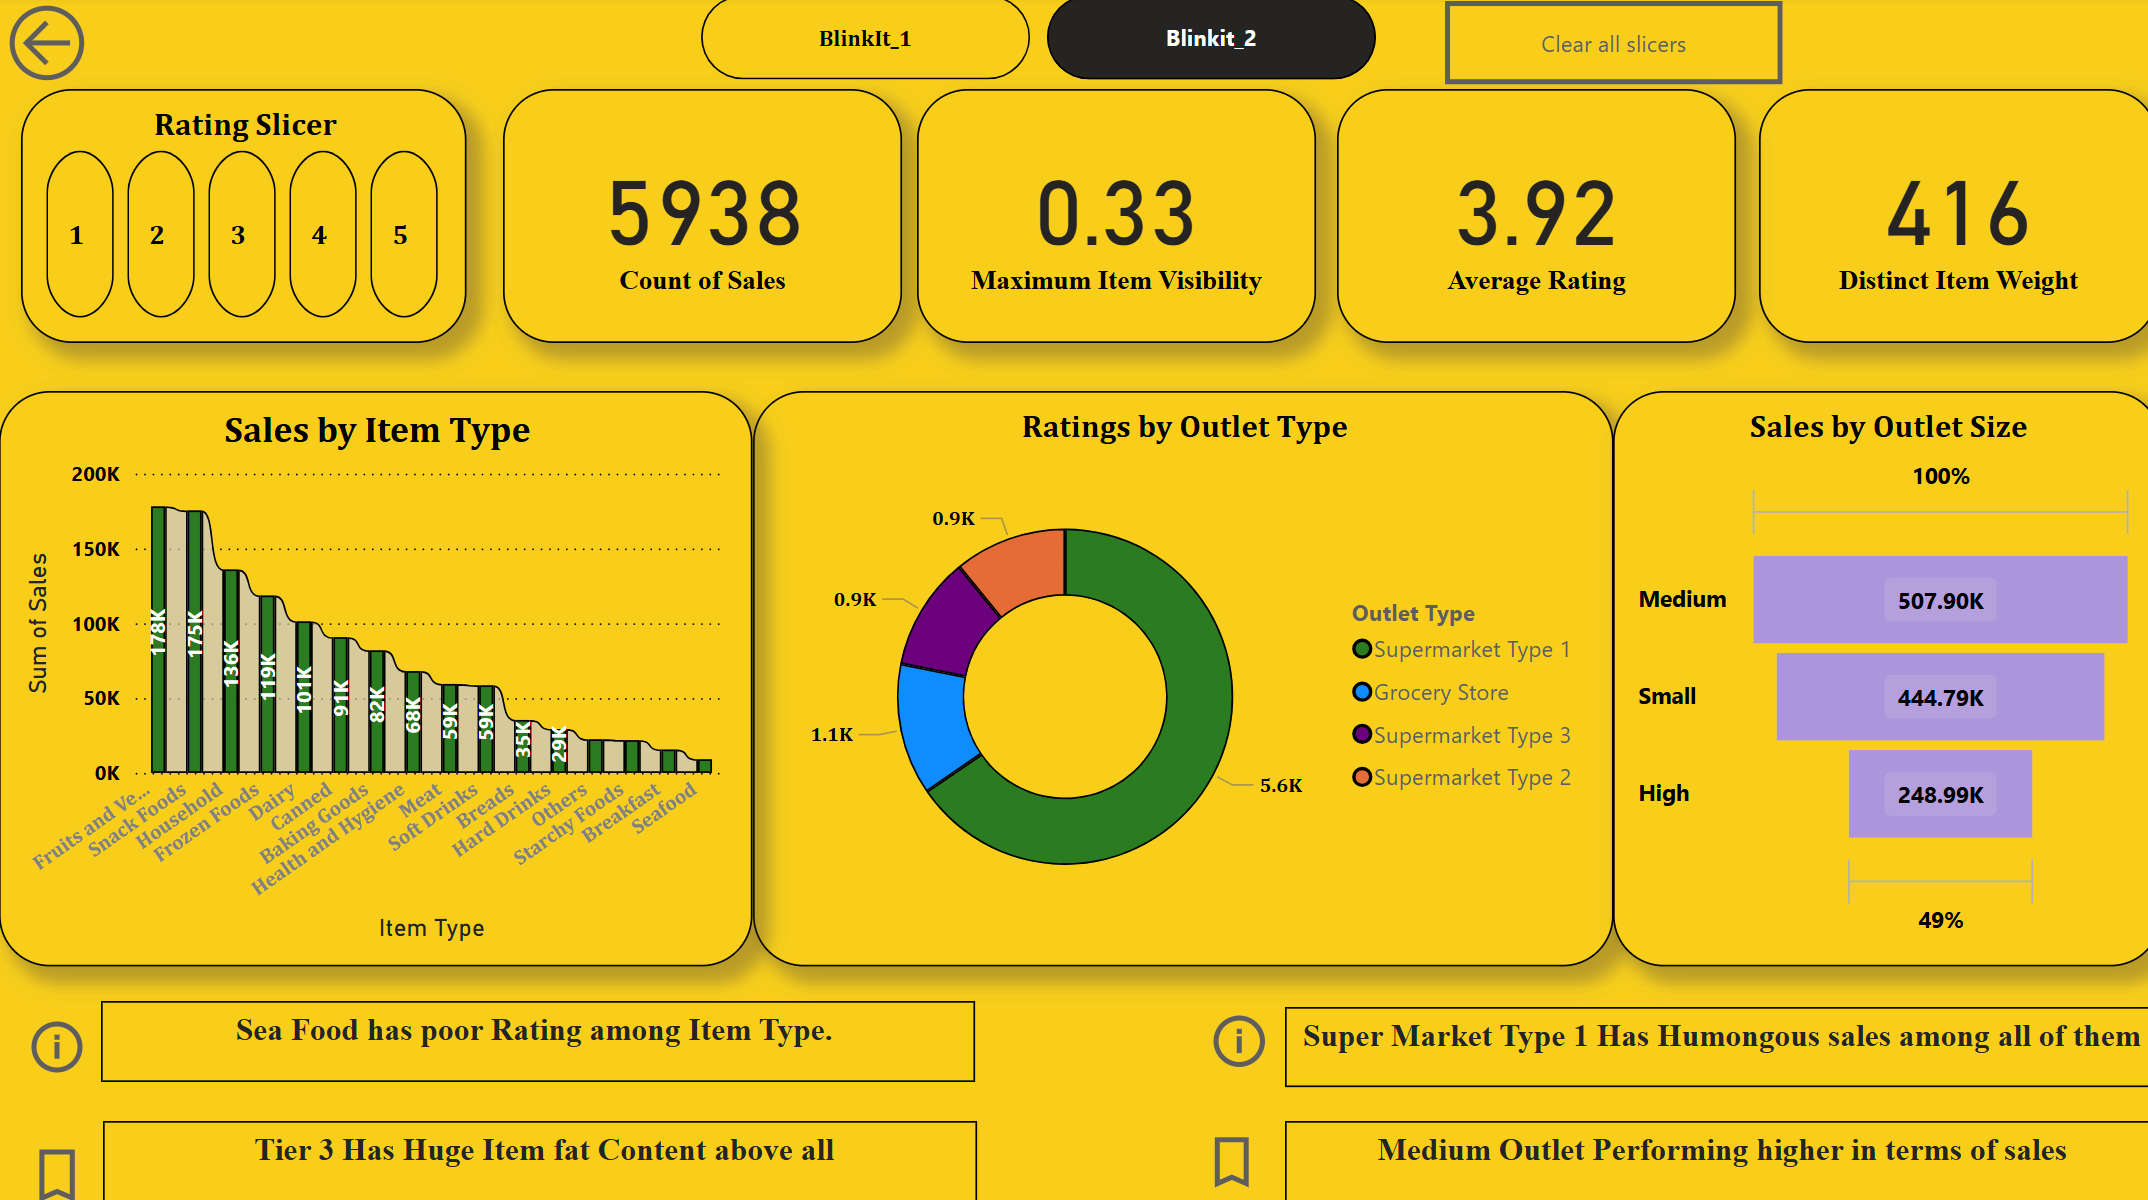 BlinkIt_1
Blinkit_2
Clear all slicers
Rating Slicer
1
2
3
4
5
5938
Count of Sales
0.33
Maximum Item Visibility
3.92
Average Rating
416
Distinct Item Weight
Sales by Item Type
200K
150K
100K
50K
0K
Sum of Sales
178K
175K
136K
119K
101K
91K
82K
68K
59K
59K
35K
29K
Fruits and Ve...
Snack Foods
Household
Frozen Foods
Dairy
Canned
Baking Goods
Health and Hygiene
Meat
Soft Drinks
Breads
Hard Drinks
Others
Starchy Foods
Breakfast
Seafood
Item Type
Ratings by Outlet Type
0.9K
0.9K
1.1K
5.6K
Outlet Type
Supermarket Type 1
Grocery Store
Supermarket Type 3
Supermarket Type 2
Sales by Outlet Size
100%
Medium
507.90K
Small
444.79K
High
248.99K
49%
Sea Food has poor Rating among Item Type.
Super Market Type 1 Has Humongous sales among all of them
Tier 3 Has Huge Item fat Content above all
Medium Outlet Performing higher in terms of sales